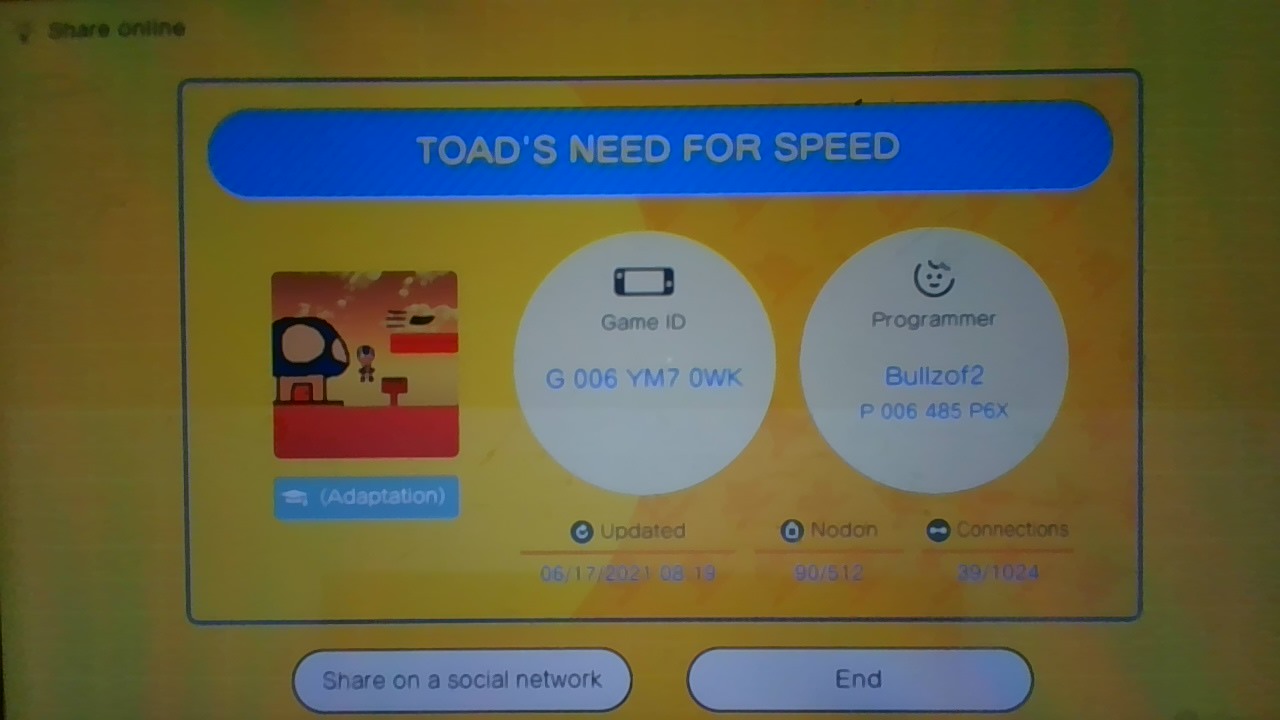 Share online
TOAD'S NEED FOR SPEED
Game ID
G 006 YM7 0WK
Programmer
Bullzof2
P 006 485 P6X
(Adaptation)
Updated
06/17/2021 08:19
Nodon
90/512
Connections
39/1024
Share on a social network
End